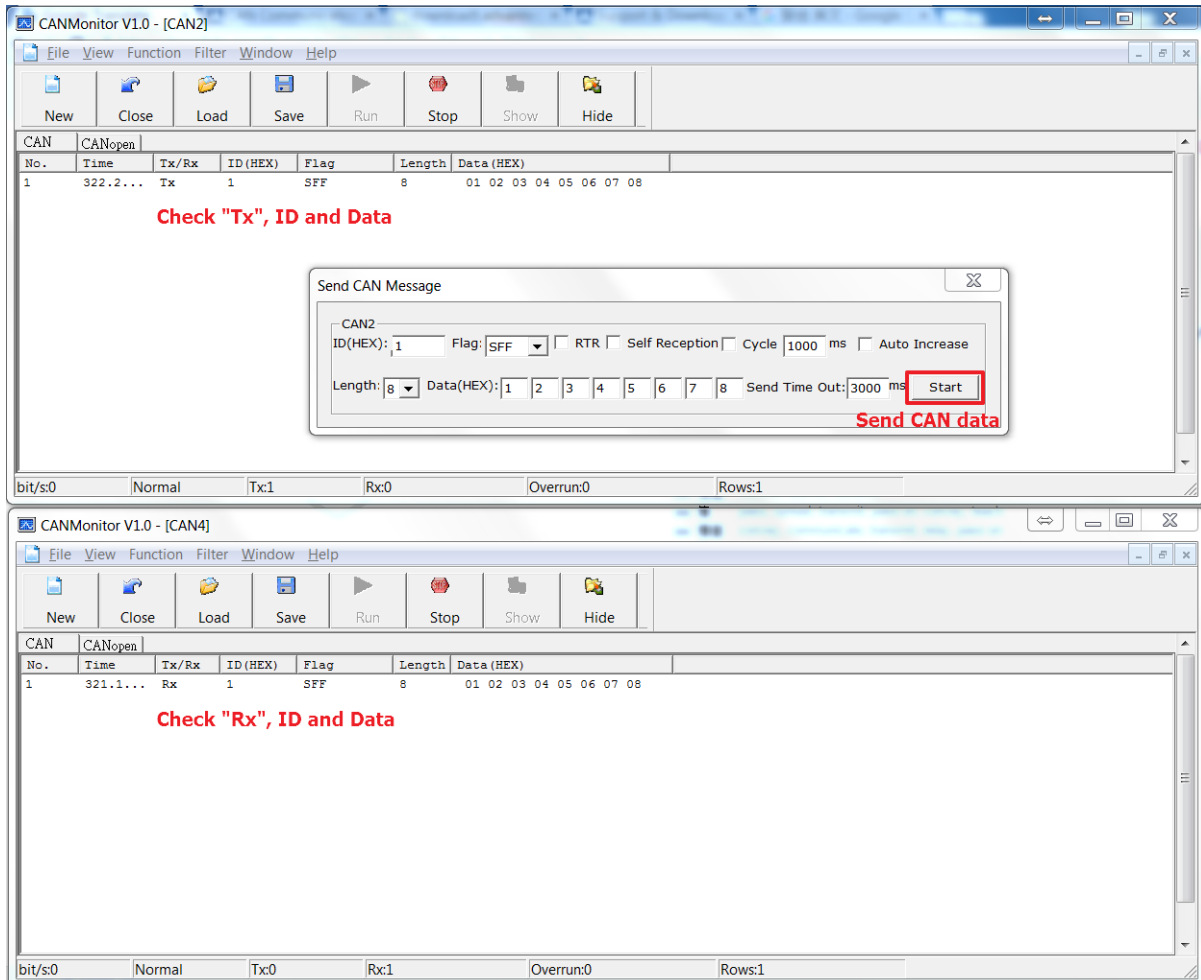 CANMonitor V1.0 - [CAN2]
File View Function Filter Window Help
New Close Load Save Run Stop Show Hide
CAN CANopen
No. Time Tx/Rx ID(HEX) Flag Length Data(HEX)
1 322.2... Tx 1 SFF 8 01 02 03 04 05 06 07 08
Check "Tx", ID and Data
Send CAN Message
CAN2
ID(HEX): 1 Flag: SFF RTR Self Reception Cycle 1000 ms Auto Increase
Length: 8 Data(HEX): 1 2 3 4 5 6 7 8 Send Time Out: 3000 ms Start
Send CAN data
bit/s:0 Normal Tx:1 Rx:0 Overrun:0 Rows:1
CANMonitor V1.0 - [CAN4]
File View Function Filter Window Help
New Close Load Save Run Stop Show Hide
CAN CANopen
No. Time Tx/Rx ID(HEX) Flag Length Data(HEX)
1 321.1... Rx 1 SFF 8 01 02 03 04 05 06 07 08
Check "Rx", ID and Data
bit/s:0 Normal Tx:0 Rx:1 Overrun:0 Rows:1